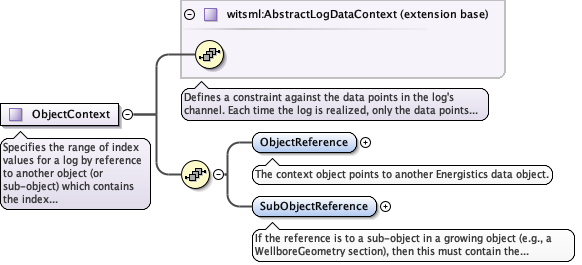 witsml:AbstractLogDataContext (extension base)
Defines a constraint against the data points in the log's
channel. Each time the log is realized, only the data points...
ObjectContext
Specifies the range of index
values for a log by reference
to another object (or
sub-object) which contains
the index...
ObjectReference
The context object points to another Energistics data object.
SubObjectReference
If the reference is to a sub-object in a growing object (e.g., a
WellboreGeometry section), then this must contain the...